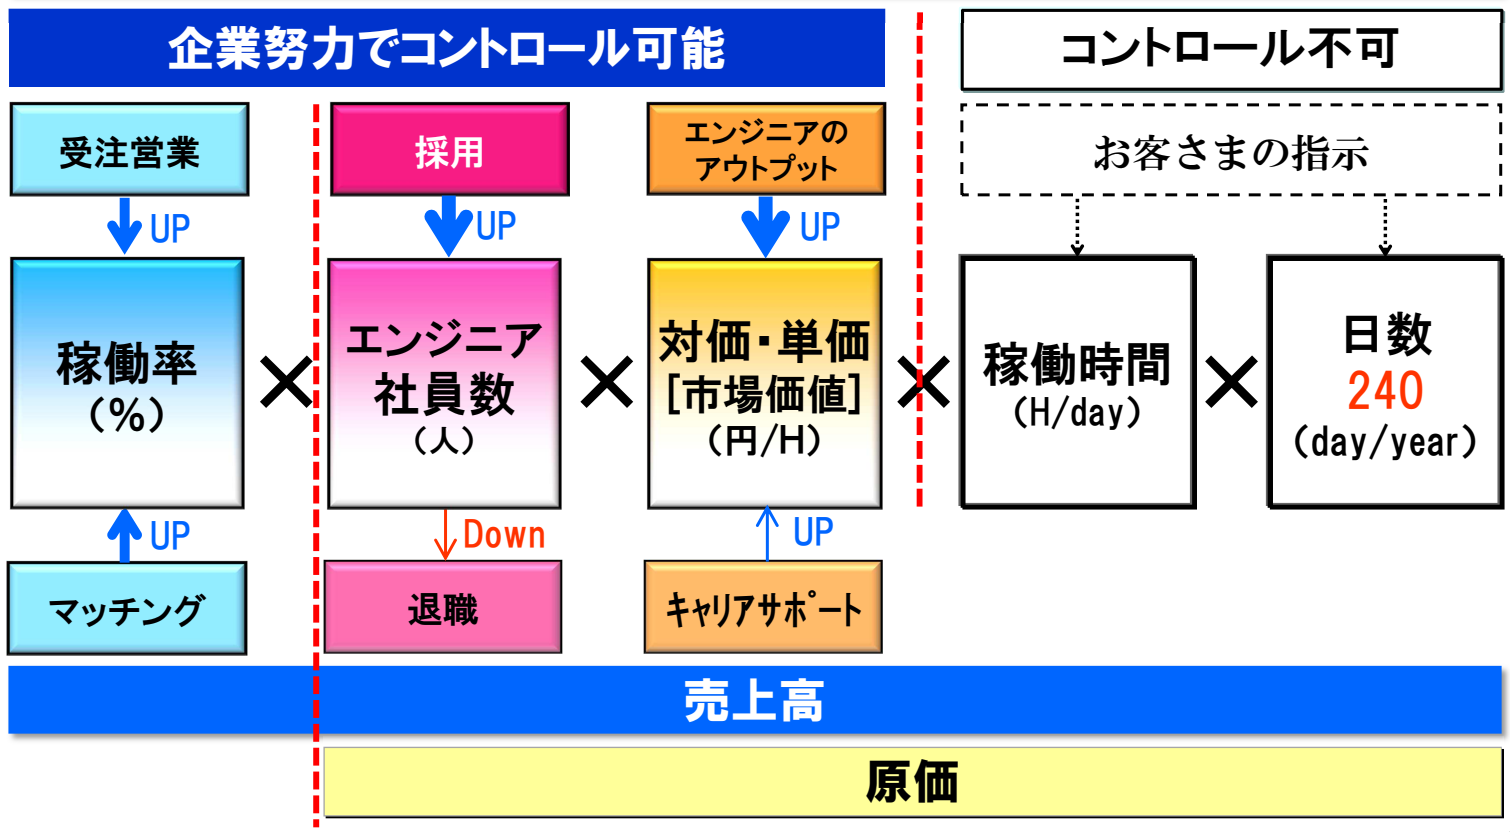 企業努力でコントロール可能
コントロール不可
受注営業
採用
エンジニアの
アウトプット
お客さまの指示
UP
UP
UP
稼働率
(%)
×
エンジニア
社員数
(人)
×
対価・単価
[市場価値]
(円/H)
×
稼働時間
(H/day)
×
日数
240
(day/year)
UP
Down
UP
マッチング
退職
ｷｬﾘｱｻﾎﾟｰﾄ
売上高
原価